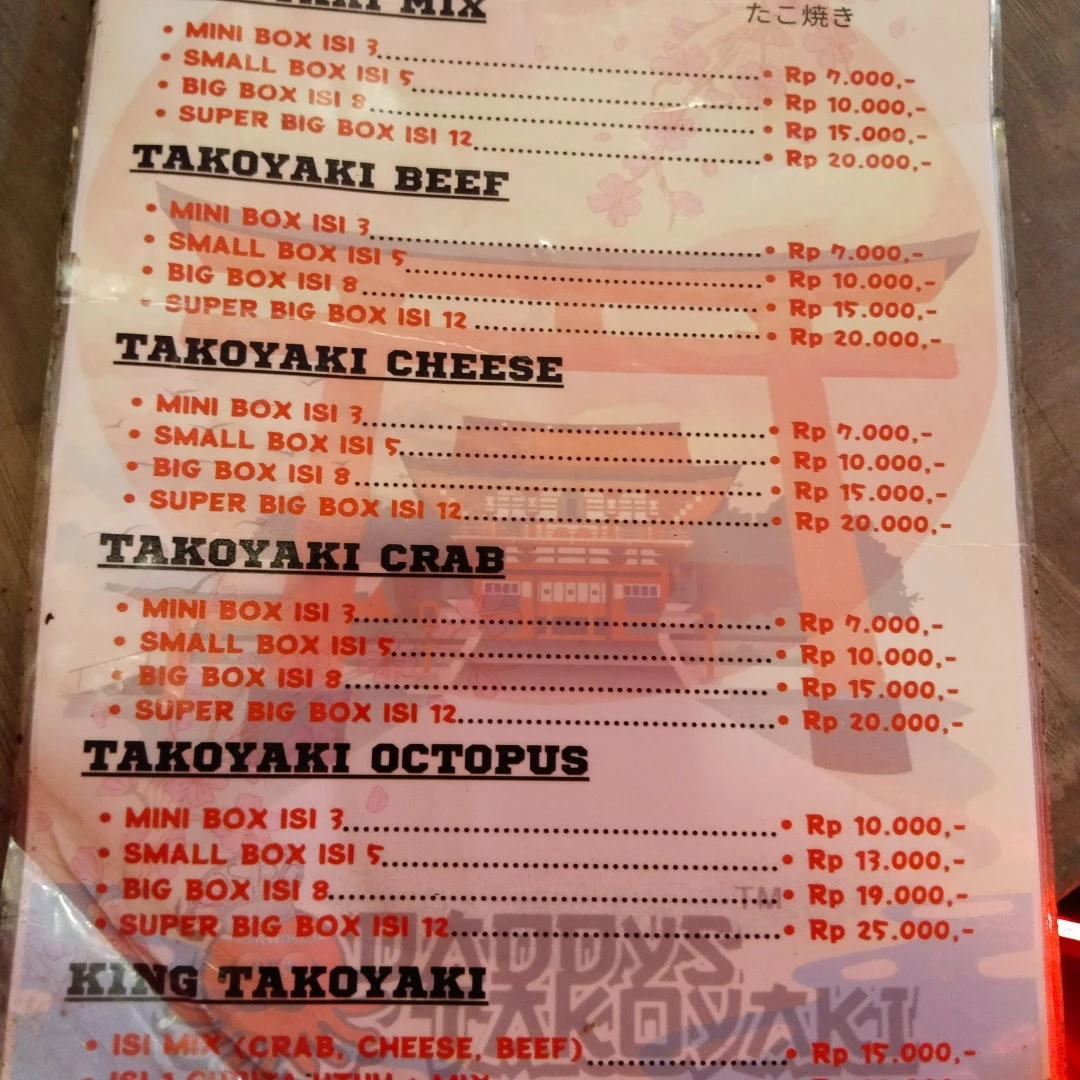 MIX
たこ焼き
• MINI BOX ISI 3 • Rp 7.000,-
• SMALL BOX ISI 5 • Rp 10.000,-
• BIG BOX ISI 8 • Rp 15.000,-
• SUPER BIG BOX ISI 12 • Rp 20.000,-
TAKOYAKI BEEF
• MINI BOX ISI 3 • Rp 7.000,-
• SMALL BOX ISI 5 • Rp 10.000,-
• BIG BOX ISI 8 • Rp 15.000,-
• SUPER BIG BOX ISI 12 • Rp 20.000,-
TAKOYAKI CHEESE
• MINI BOX ISI 3 • Rp 7.000,-
• SMALL BOX ISI 5 • Rp 10.000,-
• BIG BOX ISI 8 • Rp 15.000,-
• SUPER BIG BOX ISI 12 • Rp 20.000,-
TAKOYAKI CRAB
• MINI BOX ISI 3 • Rp 7.000,-
• SMALL BOX ISI 5 • Rp 10.000,-
• BIG BOX ISI 8 • Rp 15.000,-
• SUPER BIG BOX ISI 12 • Rp 20.000,-
TAKOYAKI OCTOPUS
• MINI BOX ISI 3 • Rp 10.000,-
• SMALL BOX ISI 5 • Rp 13.000,-
• BIG BOX ISI 8 • Rp 19.000,-
• SUPER BIG BOX ISI 12 • Rp 25.000,-
TM
DADDYS
TAKOYAKI
KING TAKOYAKI
• ISI MIX (CRAB, CHEESE, BEEF) • Rp 15.000,-